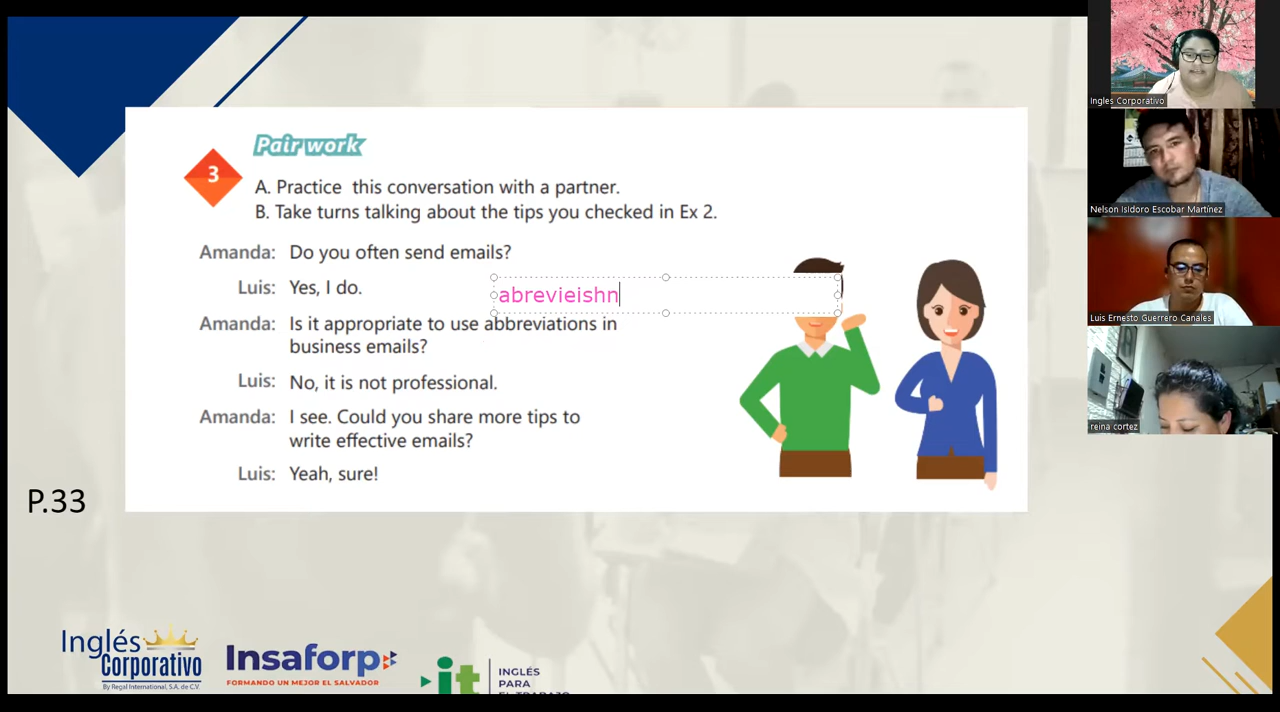 Pair work
3
A. Practice this conversation with a partner.
B. Take turns talking about the tips you checked in Ex 2.
Amanda: Do you often send emails?
Luis: Yes, I do.
abrevieishn
Amanda: Is it appropriate to use abbreviations in
business emails?
Luis: No, it is not professional.
Amanda: I see. Could you share more tips to
write effective emails?
Luis: Yeah, sure!
P.33
Inglés
Corporativo
By Regal International, S.A. de C.V.
Insaforp
FORMANDO UN MEJOR EL SALVADOR
it
INGLÉS
PARA
EL TRABAJO
Ingles Corporativo
Nelson Isidoro Escobar Martínez
Luis Ernesto Guerrero Canales
reina cortez